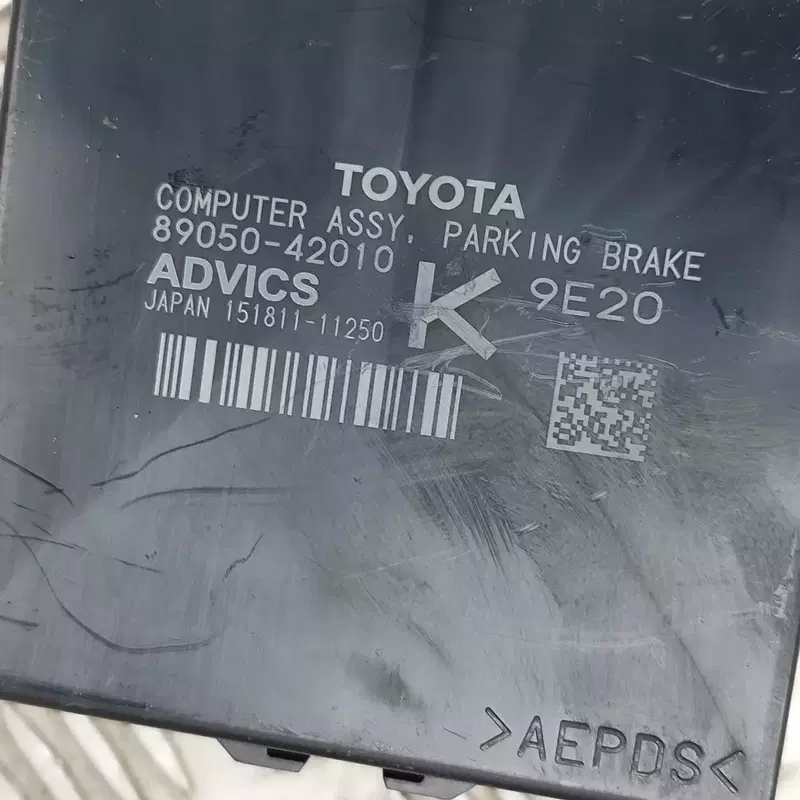 TOYOTA
COMPUTER ASSY, PARKING BRAKE
89050-42010
ADVICS K 9E20
JAPAN 151811-11250
>AEPDS<